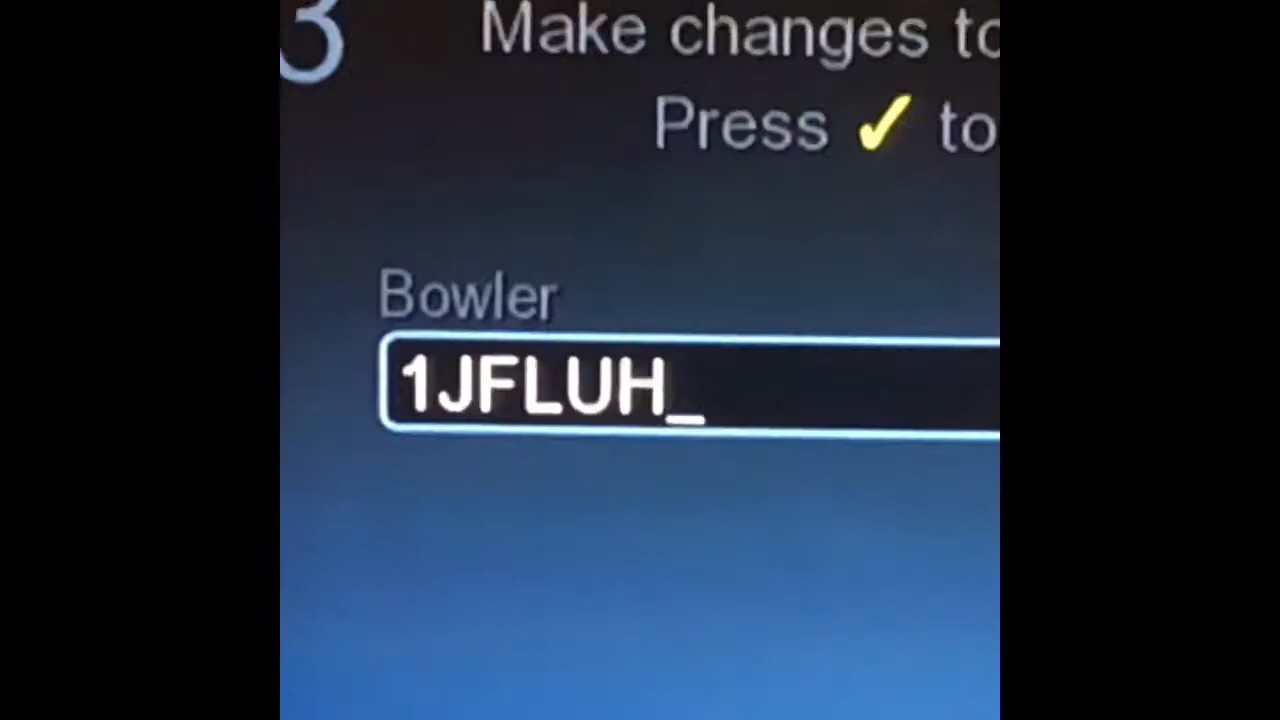 3
Make changes to
Press ✓ to
Bowler
1JFLUH_